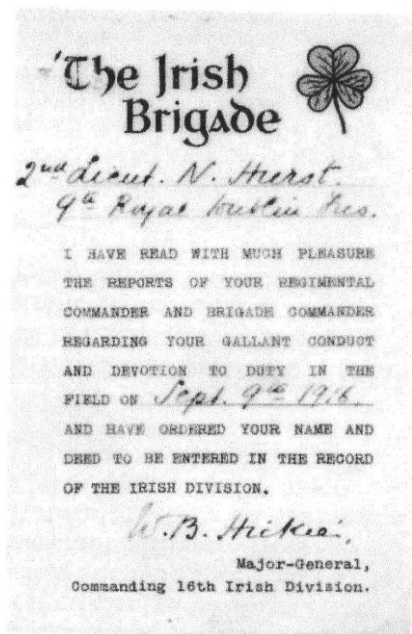 The Irish
Brigade
2nd Lieut. N. Hurst.
9th Royal Dublin Fus.
I HAVE READ WITH MUCH PLEASURE
THE REPORTS OF YOUR REGIMENTAL
COMMANDER AND BRIGADE COMMANDER
REGARDING YOUR GALLANT CONDUCT
AND DEVOTION TO DUTY IN THE
FIELD ON Sept. 9th 1916
AND HAVE ORDERED YOUR NAME AND
DEED TO BE ENTERED IN THE RECORD
OF THE IRISH DIVISION.
W.B. Hickie.
Major-General,
Commanding 16th Irish Division.